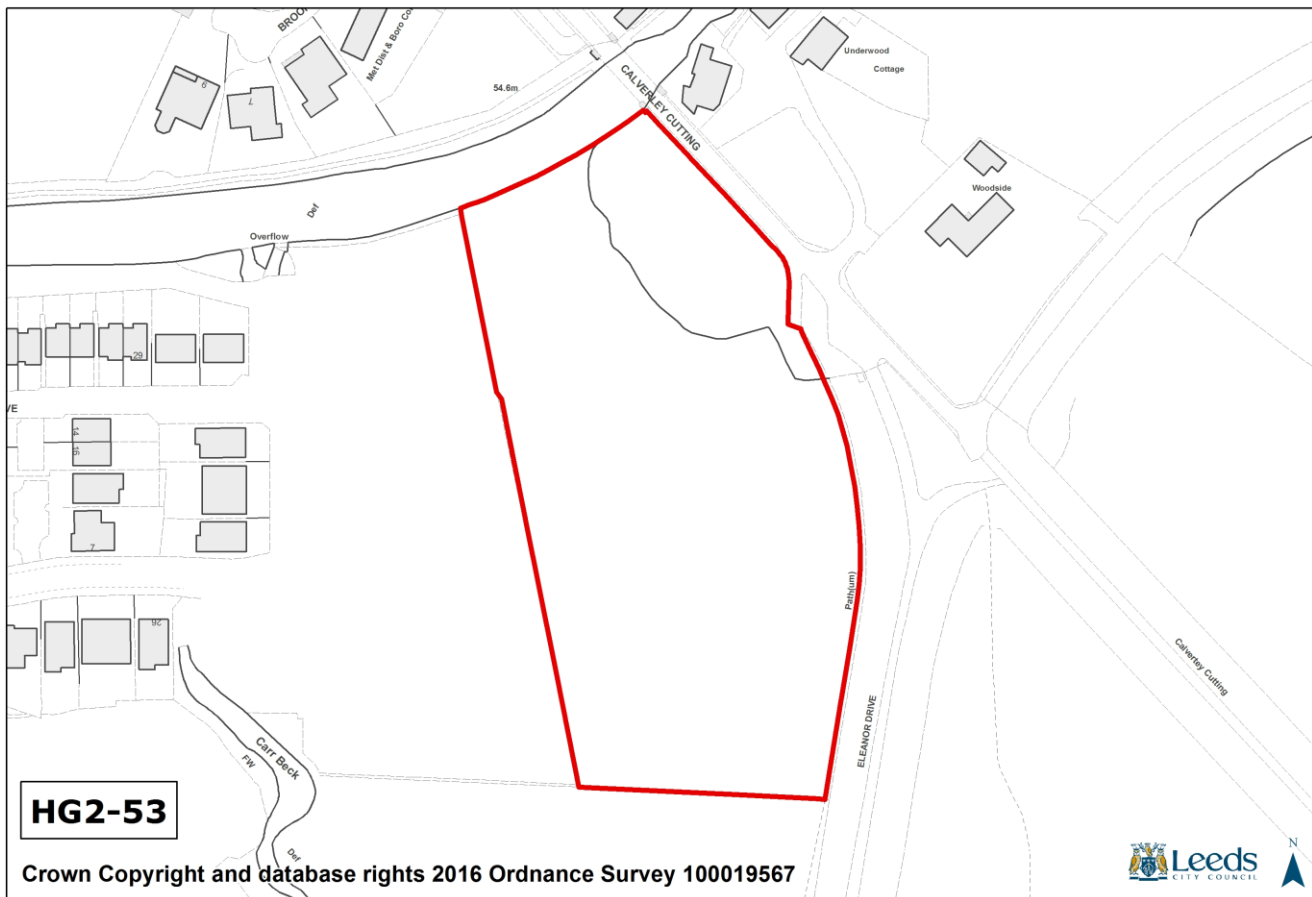 BROO
Met Dist & Boro Co
Underwood
Cottage
9
7
54.6m
CALVERLEY CUTTING
Woodside
Def
Overflow
29
VE
14
16
7
26
Path(um)
Calverley Cutting
ELEANOR DRIVE
Carr Beck
FW
Def
HG2-53
Crown Copyright and database rights 2016 Ordnance Survey 100019567
Leeds
CITY COUNCIL
N